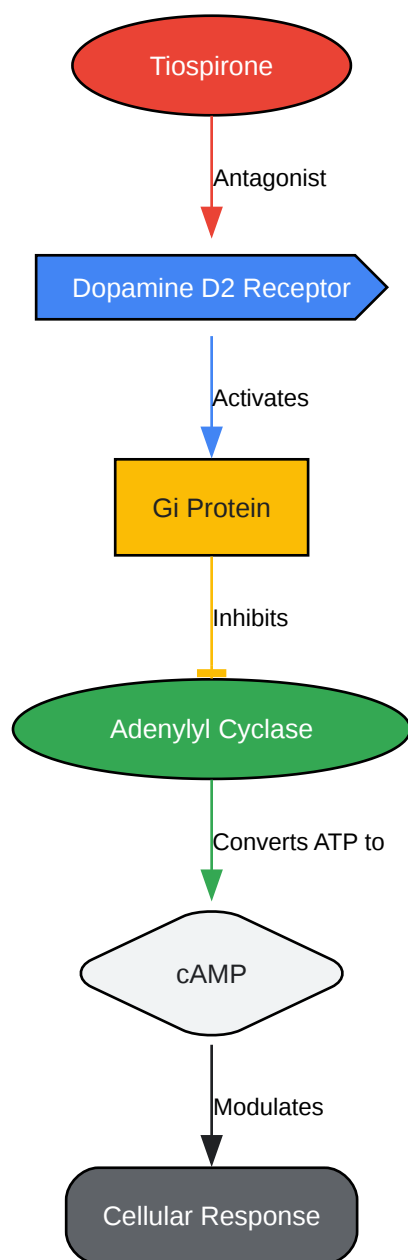 Tiospirone
Antagonist
Dopamine D2 Receptor
Activates
Gi Protein
Inhibits
Adenylyl Cyclase
Converts ATP to
cAMP
Modulates
Cellular Response